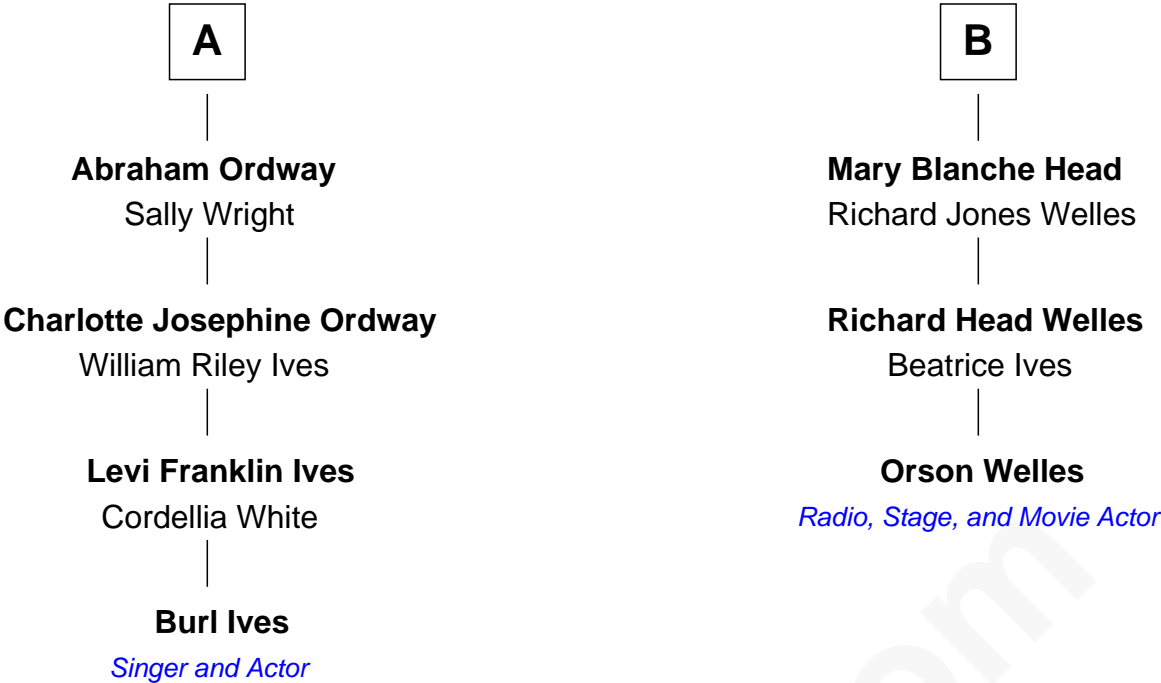 A
Abraham Ordway
Sally Wright
Charlotte Josephine Ordway
William Riley Ives
Levi Franklin Ives
Cordellia White
Burl Ives
Singer and Actor
B
Mary Blanche Head
Richard Jones Welles
Richard Head Welles
Beatrice Ives
Orson Welles
Radio, Stage, and Movie Actor
om